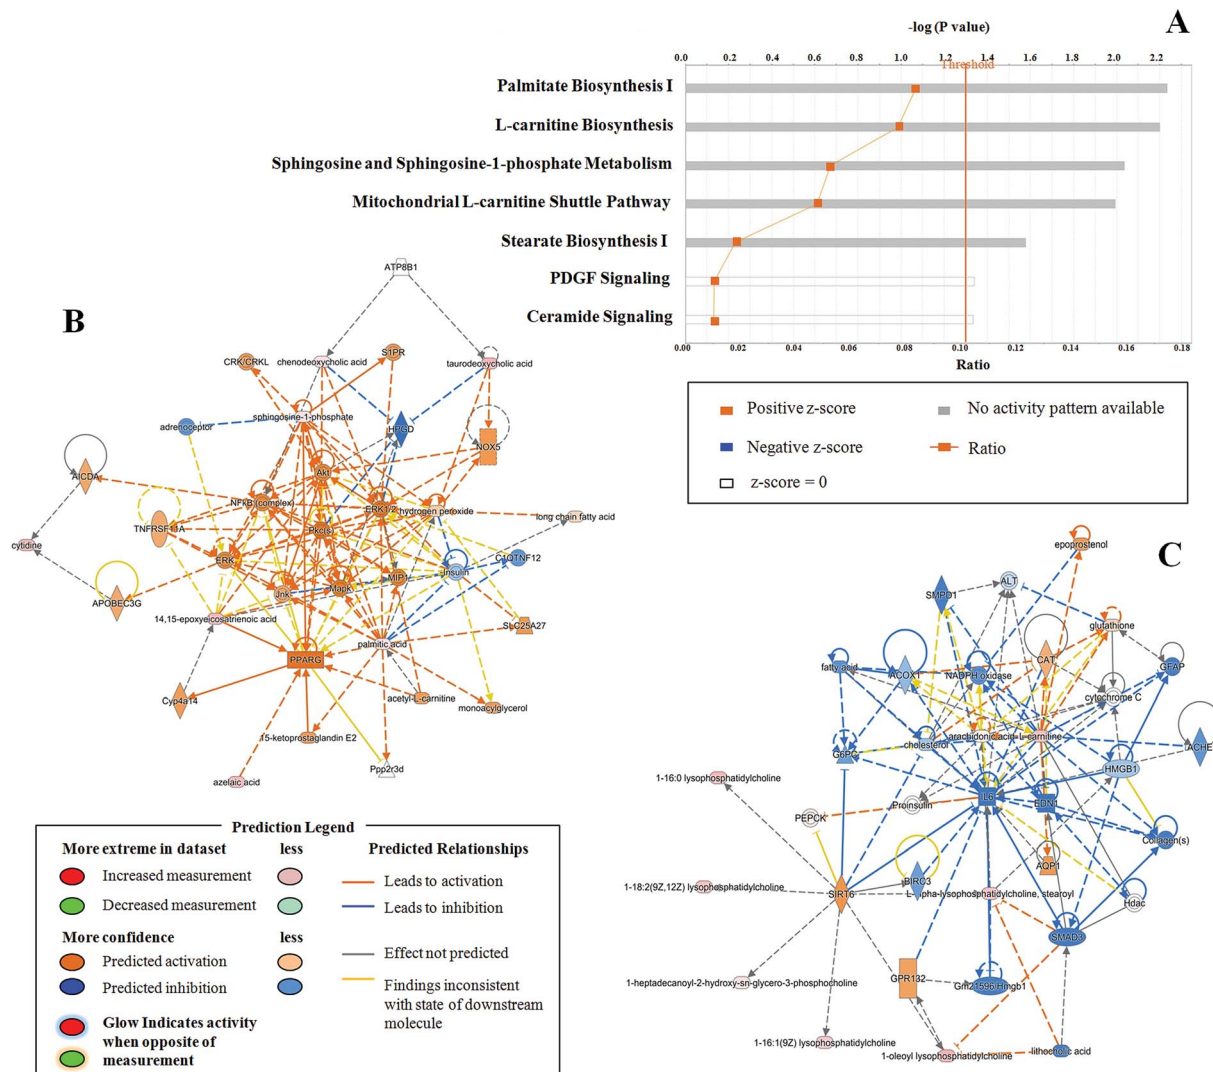 A
-log (P value)
0.0 0.2 0.4 0.6 0.8 1.0 1.2 1.4 1.6 1.8 2.0 2.2
Threshold
Palmitate Biosynthesis I
L-carnitine Biosynthesis
Sphingosine and Sphingosine-1-phosphate Metabolism
Mitochondrial L-carnitine Shuttle Pathway
Stearate Biosynthesis I
PDGF Signaling
Ceramide Signaling
0.00 0.02 0.04 0.06 0.08 0.10 0.12 0.14 0.16 0.18
Ratio
Positive z-score
No activity pattern available
Negative z-score
Ratio
z-score = 0
B
ATP8B1
CRK/CRKL
chenodeoxycholic acid
S1PR
taurodeoxycholic acid
sphingosine-1-phosphate
adrenoceptor
HPGD
NOX5
AICDA
Akt
NFkB (complex)
ERK1/2
hydrogen peroxide
long chain fatty acid
TNFRSF11A
Pkc(s)
cytidine
ERK
Insulin
C1QTNF12
MIP1
APOBEC3G
Jnk
Mapk
14,15-epoxyeicosatrienoic acid
SLC25A27
palmitic acid
PPARG
Cyp4a14
acetyl-L-carnitine
monoacylglycerol
15-ketoprostaglandin E2
Ppp2r3d
azelaic acid
Prediction Legend
More extreme in dataset less
Increased measurement
Decreased measurement
More confidence less
Predicted activation
Predicted inhibition
Glow Indicates activity
when opposite of
measurement
Predicted Relationships
Leads to activation
Leads to inhibition
Effect not predicted
Findings inconsistent
with state of downstream
molecule
C
epoprostenol
ALT
SMPD1
glutathione
fatty acid
ACOX1
NADPH oxidase
CAT
GFAP
cytochrome C
G6PC
cholesterol
arachidonic acid
L-carnitine
ACHE
HMGB1
1-16:0 lysophosphatidylcholine
IL6
EDN1
Proinsulin
PEPCK
Collagen(s)
AQP1
BIRC3
1-18:2(9Z,12Z) lysophosphatidylcholine
SIRT6
L-alpha-lysophosphatidylcholine, stearoyl
Hdac
SMAD3
1-heptadecanoyl-2-hydroxy-sn-glycero-3-phosphocholine
GPR132
Gm21596/Hmgb1
1-16:1(9Z) lysophosphatidylcholine
1-oleoyl lysophosphatidylcholine
lithocholic acid